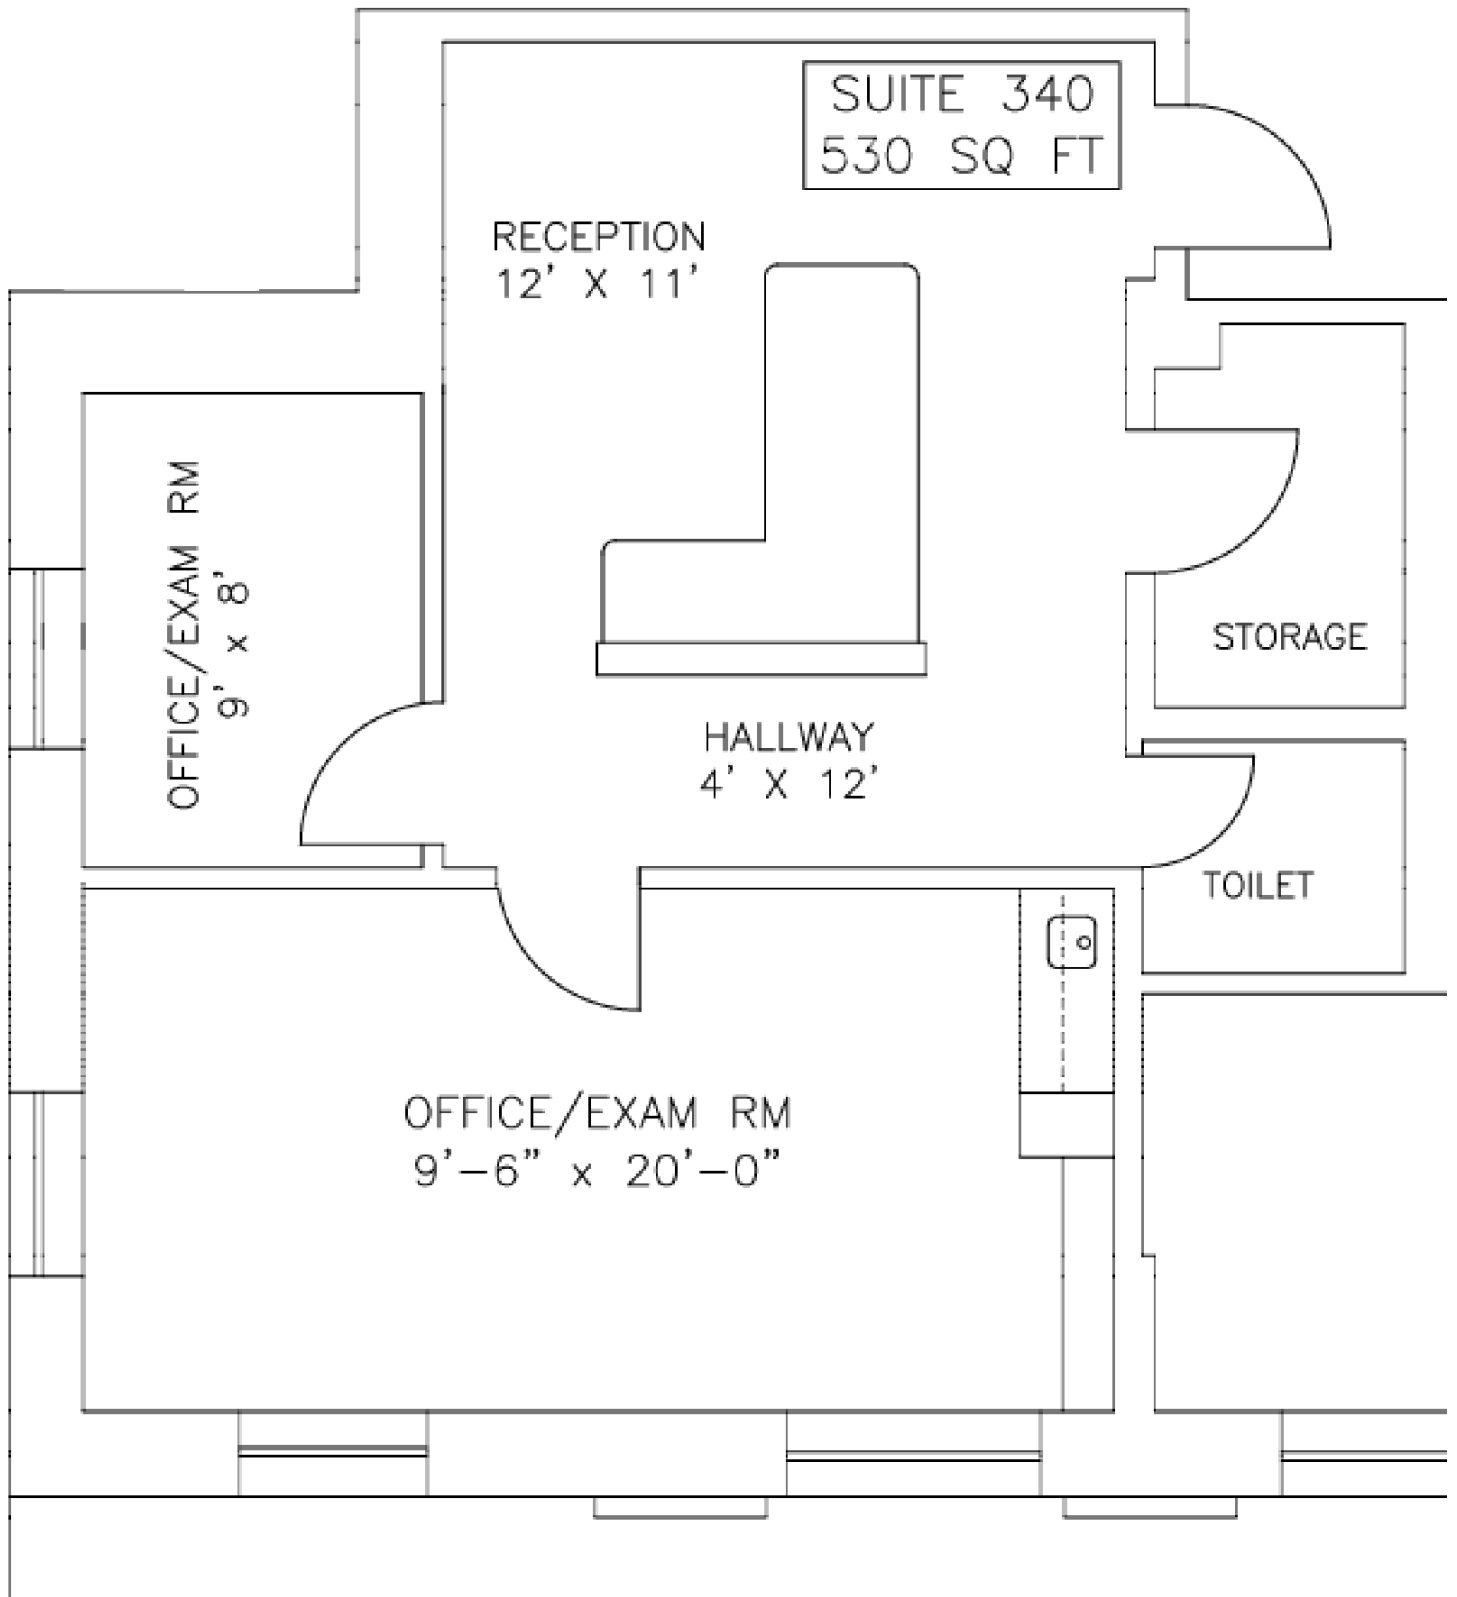 SUITE 340
530 SQ FT
RECEPTION
12' X 11'
OFFICE/EXAM RM
9' x 8'
STORAGE
HALLWAY
4' X 12'
TOILET
OFFICE/EXAM RM
9'-6" x 20'-0"